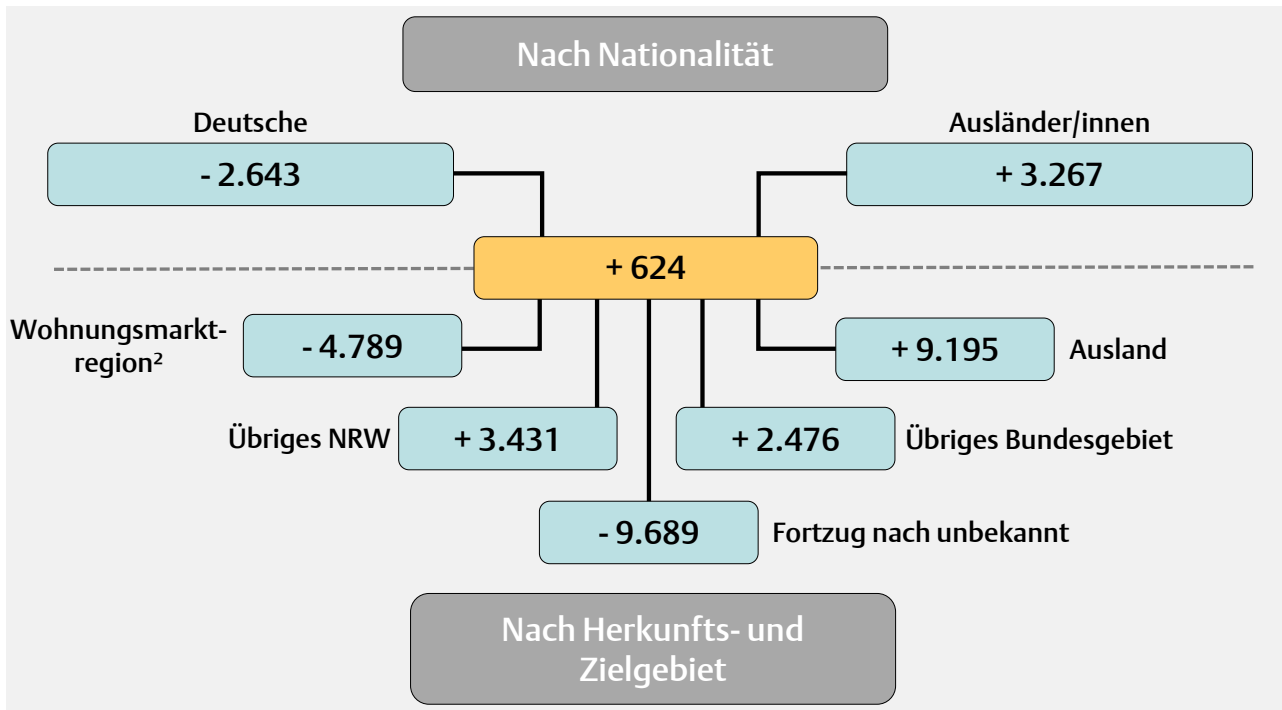 Nach Nationalität
Deutsche
Ausländer/innen
- 2.643
+ 3.267
+ 624
Wohnungsmarkt-
region²
- 4.789
+ 9.195
Ausland
Übriges NRW
+ 3.431
+ 2.476
Übriges Bundesgebiet
- 9.689
Fortzug nach unbekannt
Nach Herkunfts- und
Zielgebiet